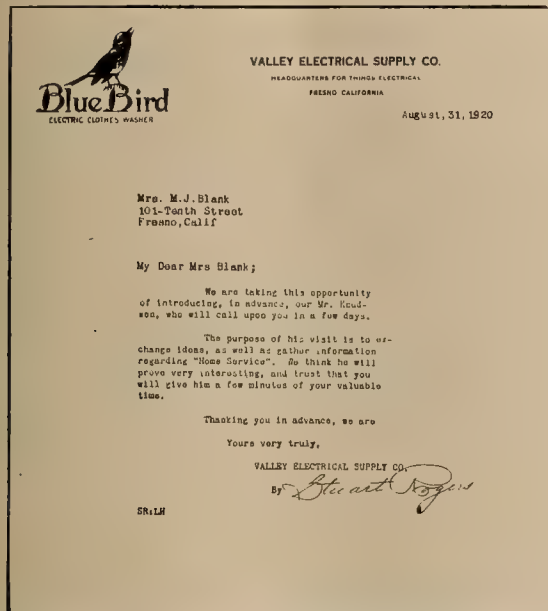 Blue Bird
ELECTRIC CLOTHES WASHER
VALLEY ELECTRICAL SUPPLY CO.
HEADQUARTERS FOR THINGS ELECTRICAL
FRESNO CALIFORNIA
August, 31, 1920
Mrs. M.J.Blank
101-Tenth Street
Fresno,Calif
My Dear Mrs Blank;
We are taking this opportunity
of introducing, in advance, our Mr. Knud-
son, who will call upon you in a few days.
The purpose of his visit is to ex-
change ideas, as well as gather information
regarding "Home Service". We think he will
prove very interesting, and trust that you
will give him a few minutes of your valuable
time.
Thanking you in advance, we are
Yours very truly,
VALLEY ELECTRICAL SUPPLY CO.
By Stuart Rogers
SR:LH